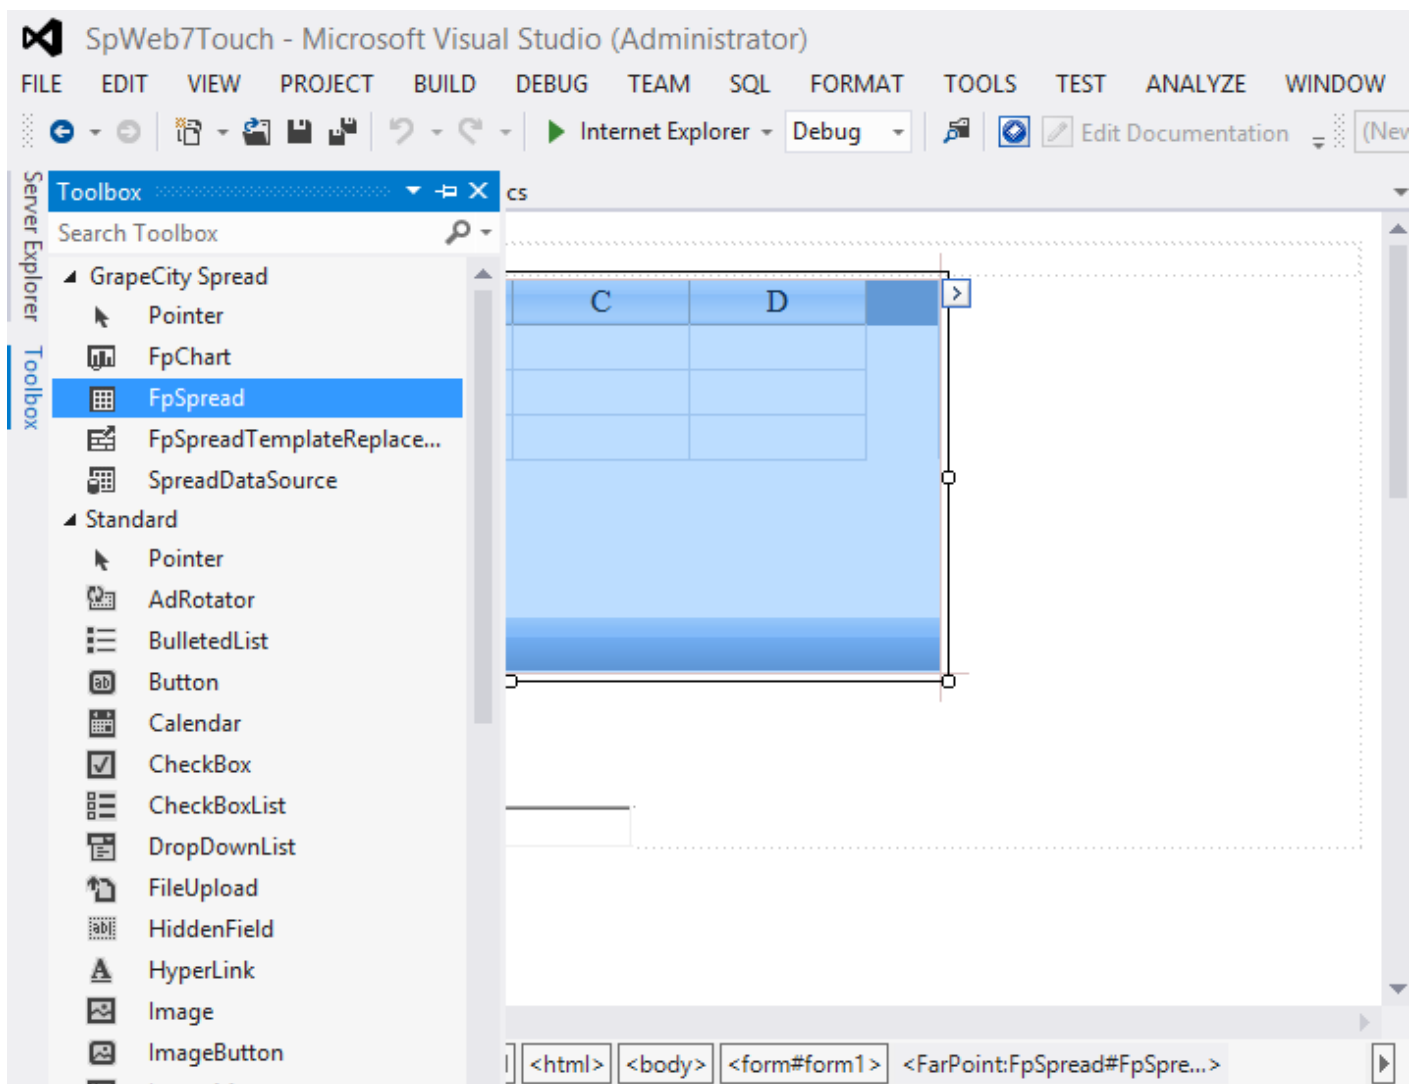 SpWeb7Touch - Microsoft Visual Studio (Administrator)
FILE EDIT VIEW PROJECT BUILD DEBUG TEAM SQL FORMAT TOOLS TEST ANALYZE WINDOW
Internet Explorer Debug Edit Documentation (New
Server Explorer
Toolbox
Toolbox
cs
Search Toolbox
GrapeCity Spread
Pointer
FpChart
FpSpread
FpSpreadTemplateReplace...
SpreadDataSource
Standard
Pointer
AdRotator
BulletedList
Button
Calendar
CheckBox
CheckBoxList
DropDownList
FileUpload
HiddenField
HyperLink
Image
ImageButton
C D
<html> <body> <form#form1> <FarPoint:FpSpread#FpSpre...>